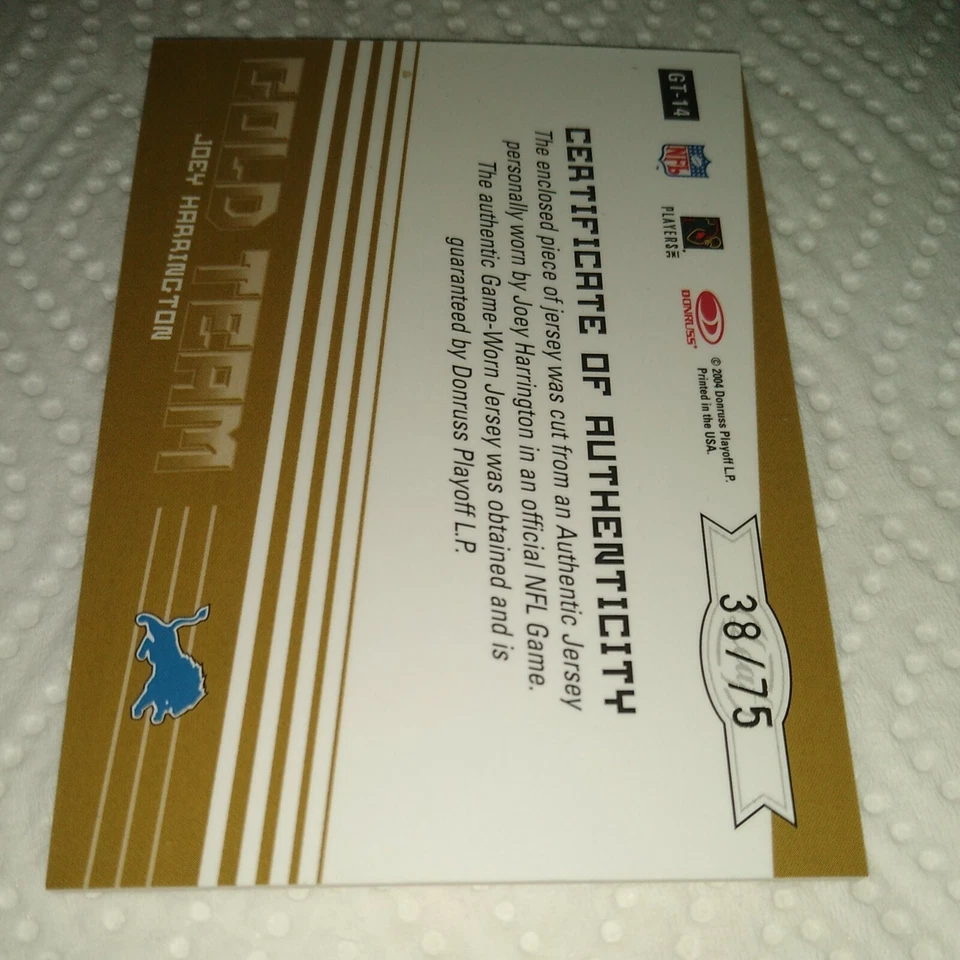 GOLD TEAM
JOEY HARRINGTON
GT-14
NFL
PLAYERS INC
DONRUSS
© 2004 Donruss Playoff L.P.
Printed in the USA.
38/75
CERTIFICATE OF AUTHENTICITY
The enclosed piece of jersey was cut from an Authentic Jersey
personally worn by Joey Harrington in an official NFL Game.
The authentic Game-Worn Jersey was obtained and is
guaranteed by Donruss Playoff L.P.